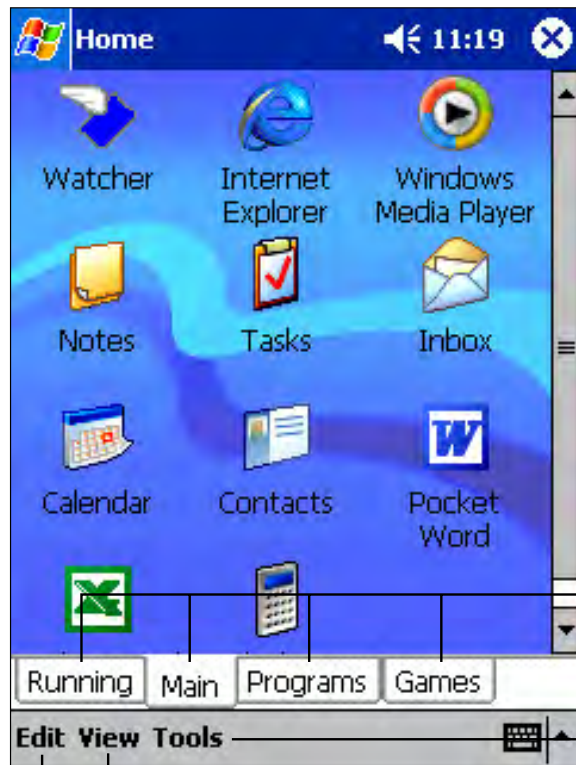 Home 11:19
Watcher Internet Explorer Windows Media Player
Notes Tasks Inbox
Calendar Contacts Pocket Word
Running Main Programs Games
Edit View Tools